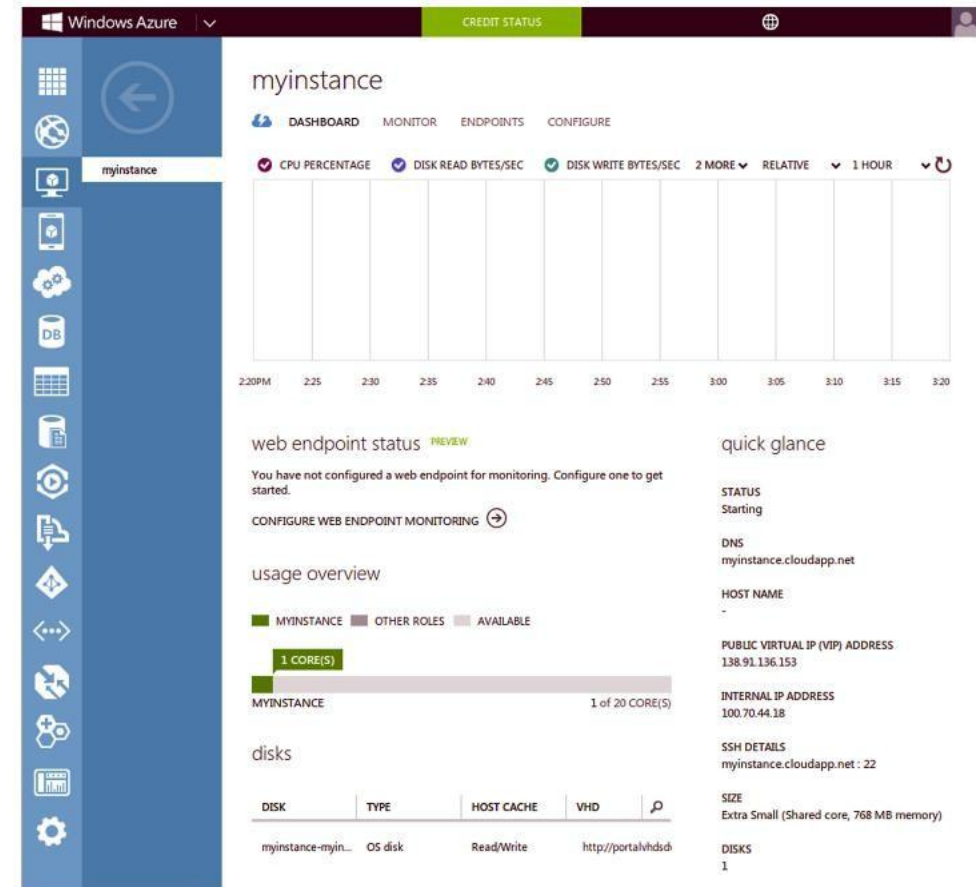 Windows Azure
CREDIT STATUS
myinstance
myinstance
DASHBOARD MONITOR ENDPOINTS CONFIGURE
CPU PERCENTAGE DISK READ BYTES/SEC DISK WRITE BYTES/SEC 2 MORE RELATIVE 1 HOUR
2:20PM 2:25 2:30 2:35 2:40 2:45 2:50 2:55 3:00 3:05 3:10 3:15 3:20
DB
web endpoint status PREVIEW
You have not configured a web endpoint for monitoring. Configure one to get
started.
CONFIGURE WEB ENDPOINT MONITORING
usage overview
MYINSTANCE OTHER ROLES AVAILABLE
1 CORE(S)
MYINSTANCE 1 of 20 CORE(S)
disks
DISK TYPE HOST CACHE VHD
myinstance-myin... OS disk Read/Write http://portalvhdsd
quick glance
STATUS
Starting
DNS
myinstance.cloudapp.net
HOST NAME
-
PUBLIC VIRTUAL IP (VIP) ADDRESS
138.91.136.153
INTERNAL IP ADDRESS
100.70.44.18
SSH DETAILS
myinstance.cloudapp.net : 22
SIZE
Extra Small (Shared core, 768 MB memory)
DISKS
1